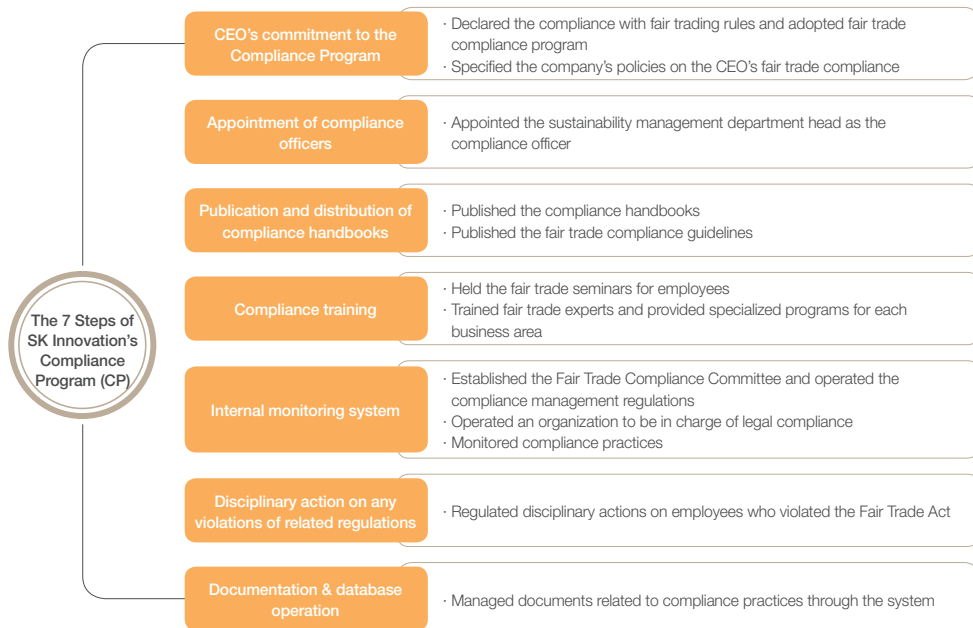 The 7 Steps of
SK Innovation's
Compliance
Program (CP)
CEO's commitment to the
Compliance Program
· Declared the compliance with fair trading rules and adopted fair trade
compliance program
· Specified the company's policies on the CEO's fair trade compliance
Appointment of compliance
officers
· Appointed the sustainability management department head as the
compliance officer
Publication and distribution of
compliance handbooks
· Published the compliance handbooks
· Published the fair trade compliance guidelines
Compliance training
· Held the fair trade seminars for employees
· Trained fair trade experts and provided specialized programs for each
business area
Internal monitoring system
· Established the Fair Trade Compliance Committee and operated the
compliance management regulations
· Operated an organization to be in charge of legal compliance
· Monitored compliance practices
Disciplinary action on any
violations of related regulations
· Regulated disciplinary actions on employees who violated the Fair Trade Act
Documentation & database
operation
· Managed documents related to compliance practices through the system